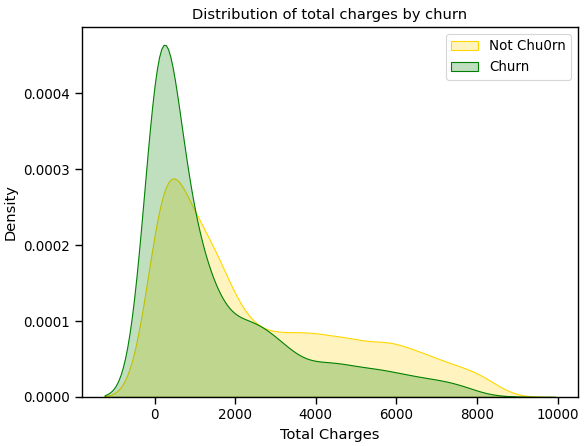 Distribution of total charges by churn
Not Chu0rn
Churn
Density
0.0004
0.0003
0.0002
0.0001
0.0000
0
2000
4000
6000
8000
10000
Total Charges